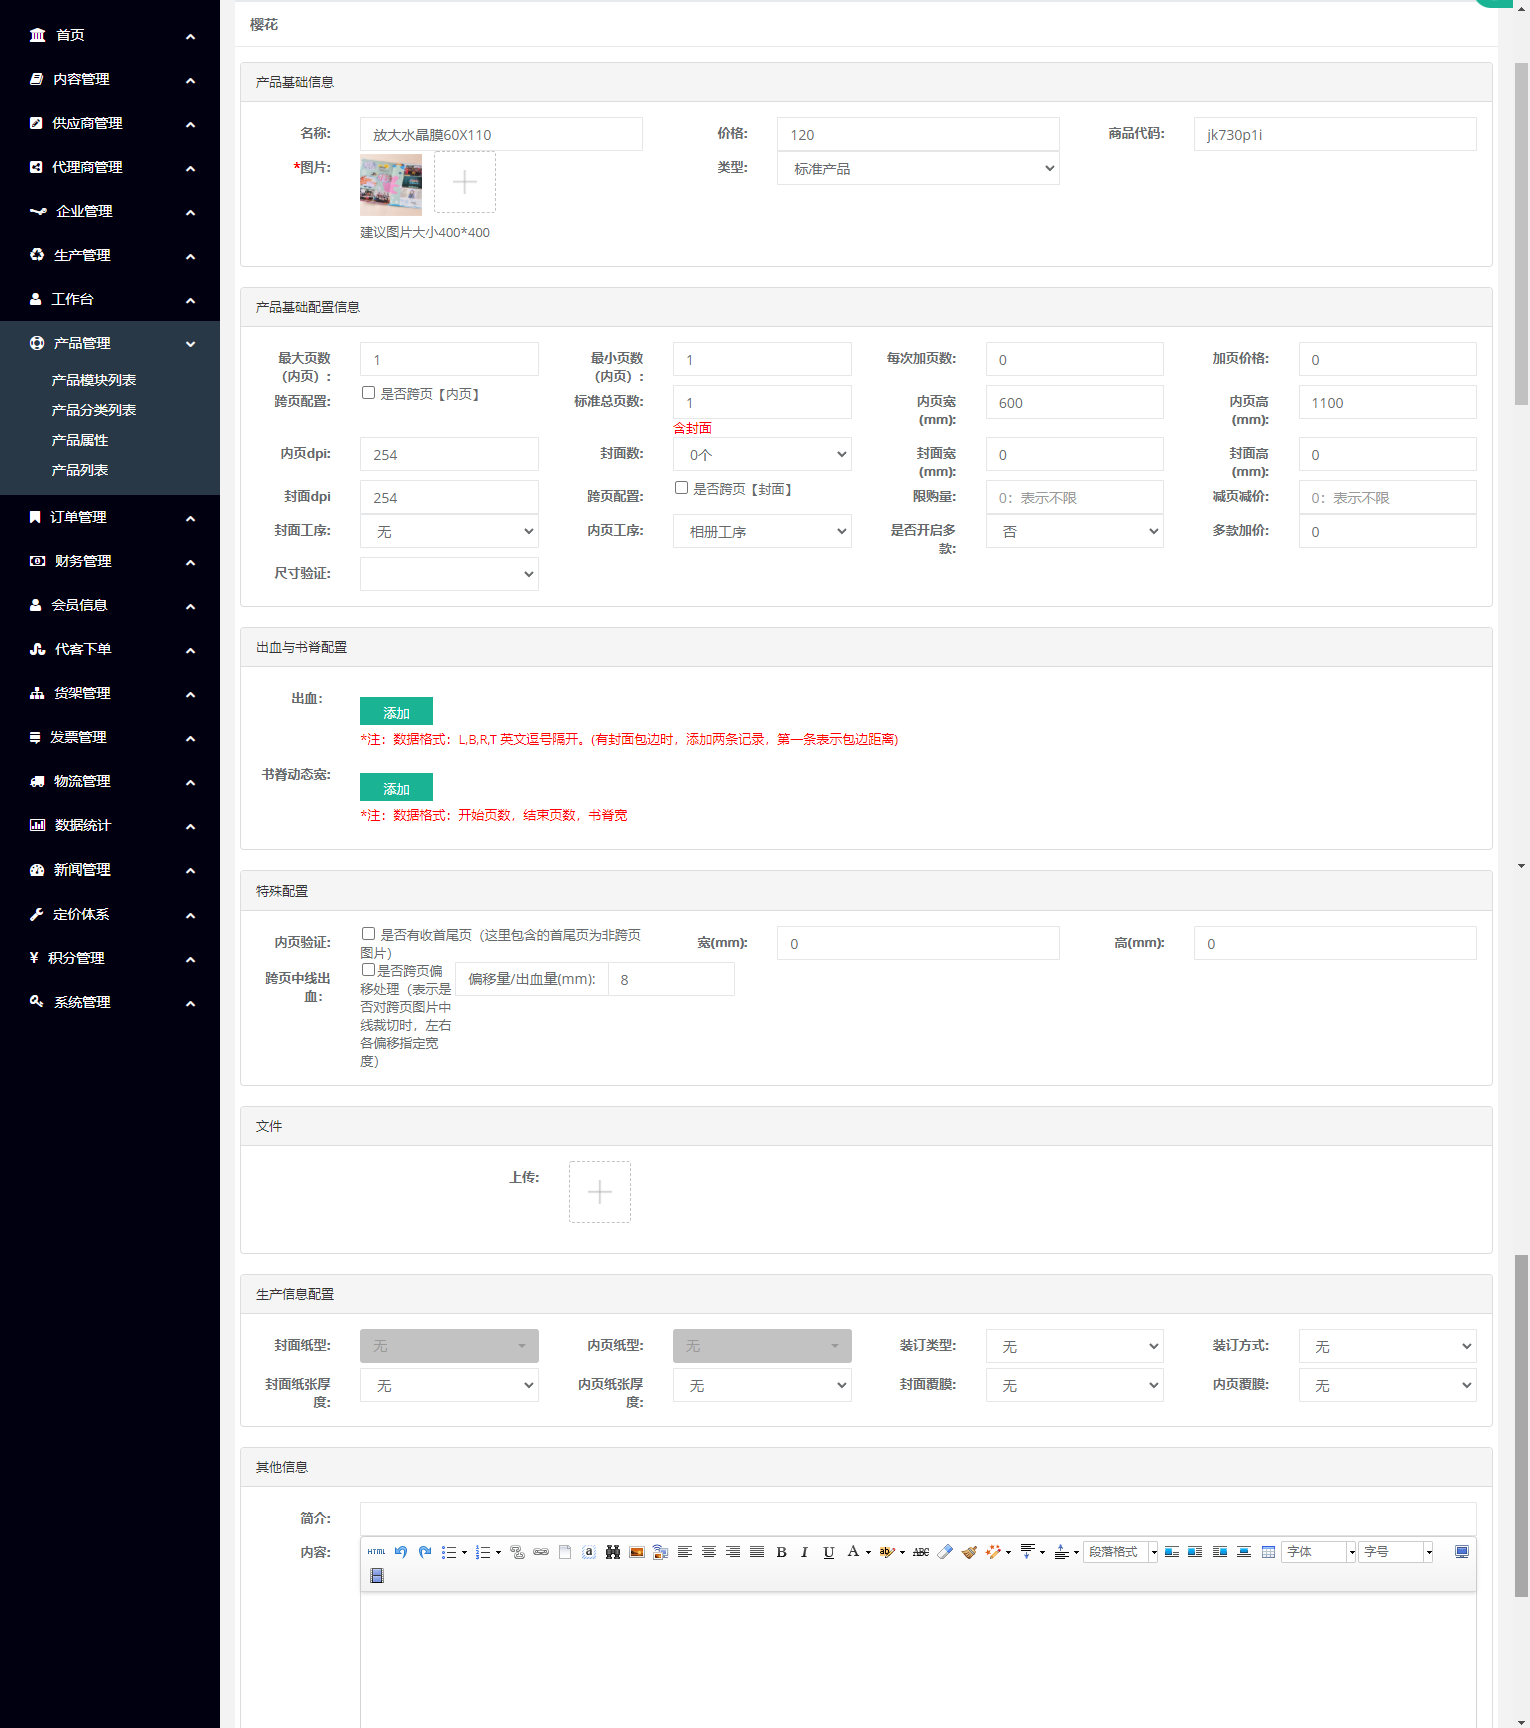 首页
内容管理
供应商管理
代理商管理
企业管理
生产管理
工作台
产品管理
产品模块列表
产品分类列表
产品属性
产品列表
订单管理
财务管理
会员信息
代客下单
货架管理
发票管理
物流管理
数据统计
新闻管理
定价体系
积分管理
系统管理
樱花
产品基础信息
名称: 放大水晶膜60X110 价格: 120 商品代码: jk730p1i
*图片: 类型: 标准产品
建议图片大小400*400
产品基础配置信息
最大页数（内页）: 1 最小页数（内页）: 1 每次加页数: 0 加页价格: 0
跨页配置: 是否跨页【内页】 标准总页数: 1 内页宽(mm): 600 内页高(mm): 1100
含封面
内页dpi: 254 封面数: 0个 封面宽(mm): 0 封面高(mm): 0
封面dpi 254 跨页配置: 是否跨页【封面】 限购量: 0：表示不限 减页减价: 0：表示不限
封面工序: 无 内页工序: 相册工序 是否开启多款: 否 多款加价: 0
尺寸验证:
出血与书脊配置
出血: 添加
*注：数据格式：L,B,R,T 英文逗号隔开。(有封面包边时，添加两条记录，第一条表示包边距离)
书脊动态宽: 添加
*注：数据格式：开始页数，结束页数，书脊宽
特殊配置
内页验证: 是否有收首尾页（这里包含的首尾页为非跨页图片） 宽(mm): 0 高(mm): 0
跨页中线出血: 是否跨页偏移处理（表示是否对跨页图片中线裁切时，左右各偏移指定宽度） 偏移量/出血量(mm): 8
文件
上传:
生产信息配置
封面纸型: 无 内页纸型: 无 装订类型: 无 装订方式: 无
封面纸张厚度: 无 内页纸张厚度: 无 封面覆膜: 无 内页覆膜: 无
其他信息
简介:
内容: HTML B I U A ABC 段落格式 字体 字号